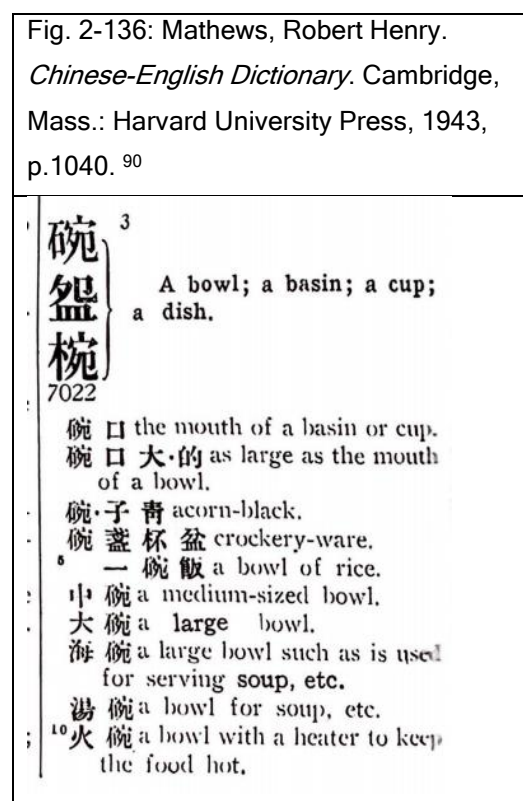 Fig. 2-136: Mathews, Robert Henry.
Chinese-English Dictionary. Cambridge,
Mass.: Harvard University Press, 1943,
p.1040. 90
碗 3
盌 A bowl; a basin; a cup;
a dish.
椀
7022
碗 口 the mouth of a basin or cup.
碗 口 大·的 as large as the mouth
of a bowl.
碗·子 靑 acorn-black.
碗 盞 杯 盆 crockery-ware.
5 一 碗 飯 a bowl of rice.
中 碗 a medium-sized bowl.
大 碗 a large bowl.
海 碗 a large bowl such as is used
for serving soup, etc.
湯 碗 a bowl for soup, etc.
10 火 碗 a bowl with a heater to keep
the food hot.